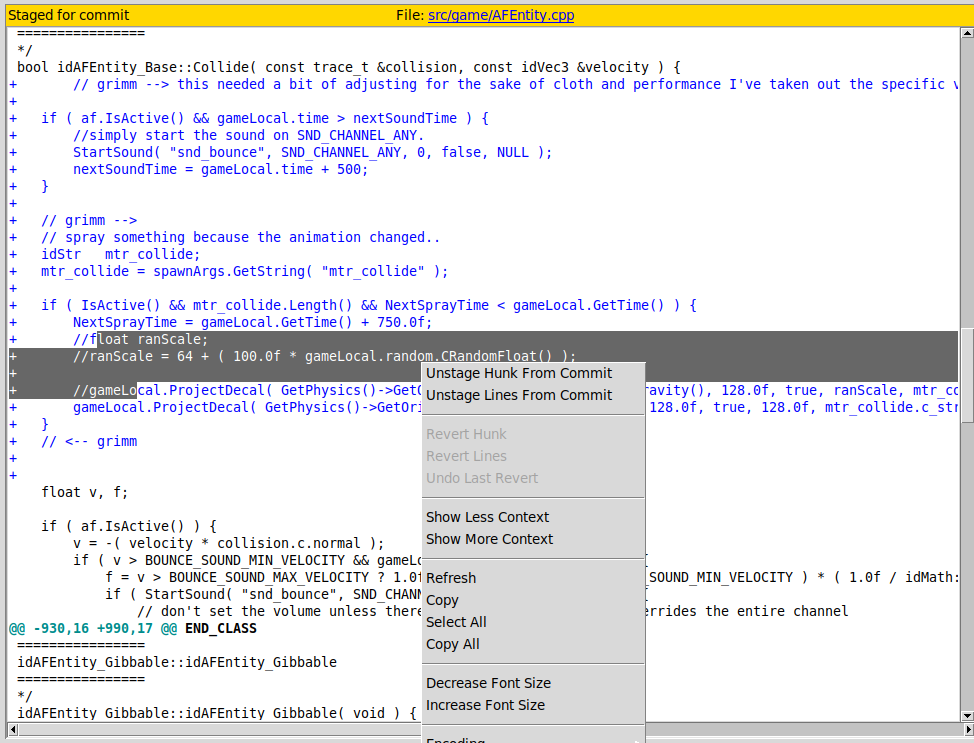 Staged for commit File: src/game/AFEntity.cpp
================
*/
bool idAFEntity_Base::Collide( const trace_t &collision, const idVec3 &velocity ) {
+ // grimm --> this needed a bit of adjusting for the sake of cloth and performance I've taken out the specific v
+
+ if ( af.IsActive() && gameLocal.time > nextSoundTime ) {
+ //simply start the sound on SND_CHANNEL_ANY.
+ StartSound( "snd_bounce", SND_CHANNEL_ANY, 0, false, NULL );
+ nextSoundTime = gameLocal.time + 500;
+ }
+
+ // grimm -->
+ // spray something because the animation changed..
+ idStr mtr_collide;
+ mtr_collide = spawnArgs.GetString( "mtr_collide" );
+
+ if ( IsActive() && mtr_collide.Length() && NextSprayTime < gameLocal.GetTime() ) {
+ NextSprayTime = gameLocal.GetTime() + 750.0f;
+ //float ranScale;
+ //ranScale = 64 + ( 100.0f * gameLocal.random.CRandomFloat() );
+
+ //gameLocal.ProjectDecal( GetPhysics()->GetO ravity(), 128.0f, true, ranScale, mtr_co
+ gameLocal.ProjectDecal( GetPhysics()->GetOri 128.0f, true, 128.0f, mtr_collide.c_str
+ }
+ // <-- grimm
+
+
float v, f;
if ( af.IsActive() ) {
v = -( velocity * collision.c.normal );
if ( v > BOUNCE_SOUND_MIN_VELOCITY && gameLo {
f = v > BOUNCE_SOUND_MAX_VELOCITY ? 1.0f SOUND_MIN_VELOCITY ) * ( 1.0f / idMath:
if ( StartSound( "snd_bounce", SND_CHANN {
// don't set the volume unless there rrides the entire channel
@@ -930,16 +990,17 @@ END_CLASS
================
idAFEntity_Gibbable::idAFEntity_Gibbable
================
*/
idAFEntity_Gibbable::idAFEntity_Gibbable( void ) {
Unstage Hunk From Commit
Unstage Lines From Commit
Revert Hunk
Revert Lines
Undo Last Revert
Show Less Context
Show More Context
Refresh
Copy
Select All
Copy All
Decrease Font Size
Increase Font Size
Encoding